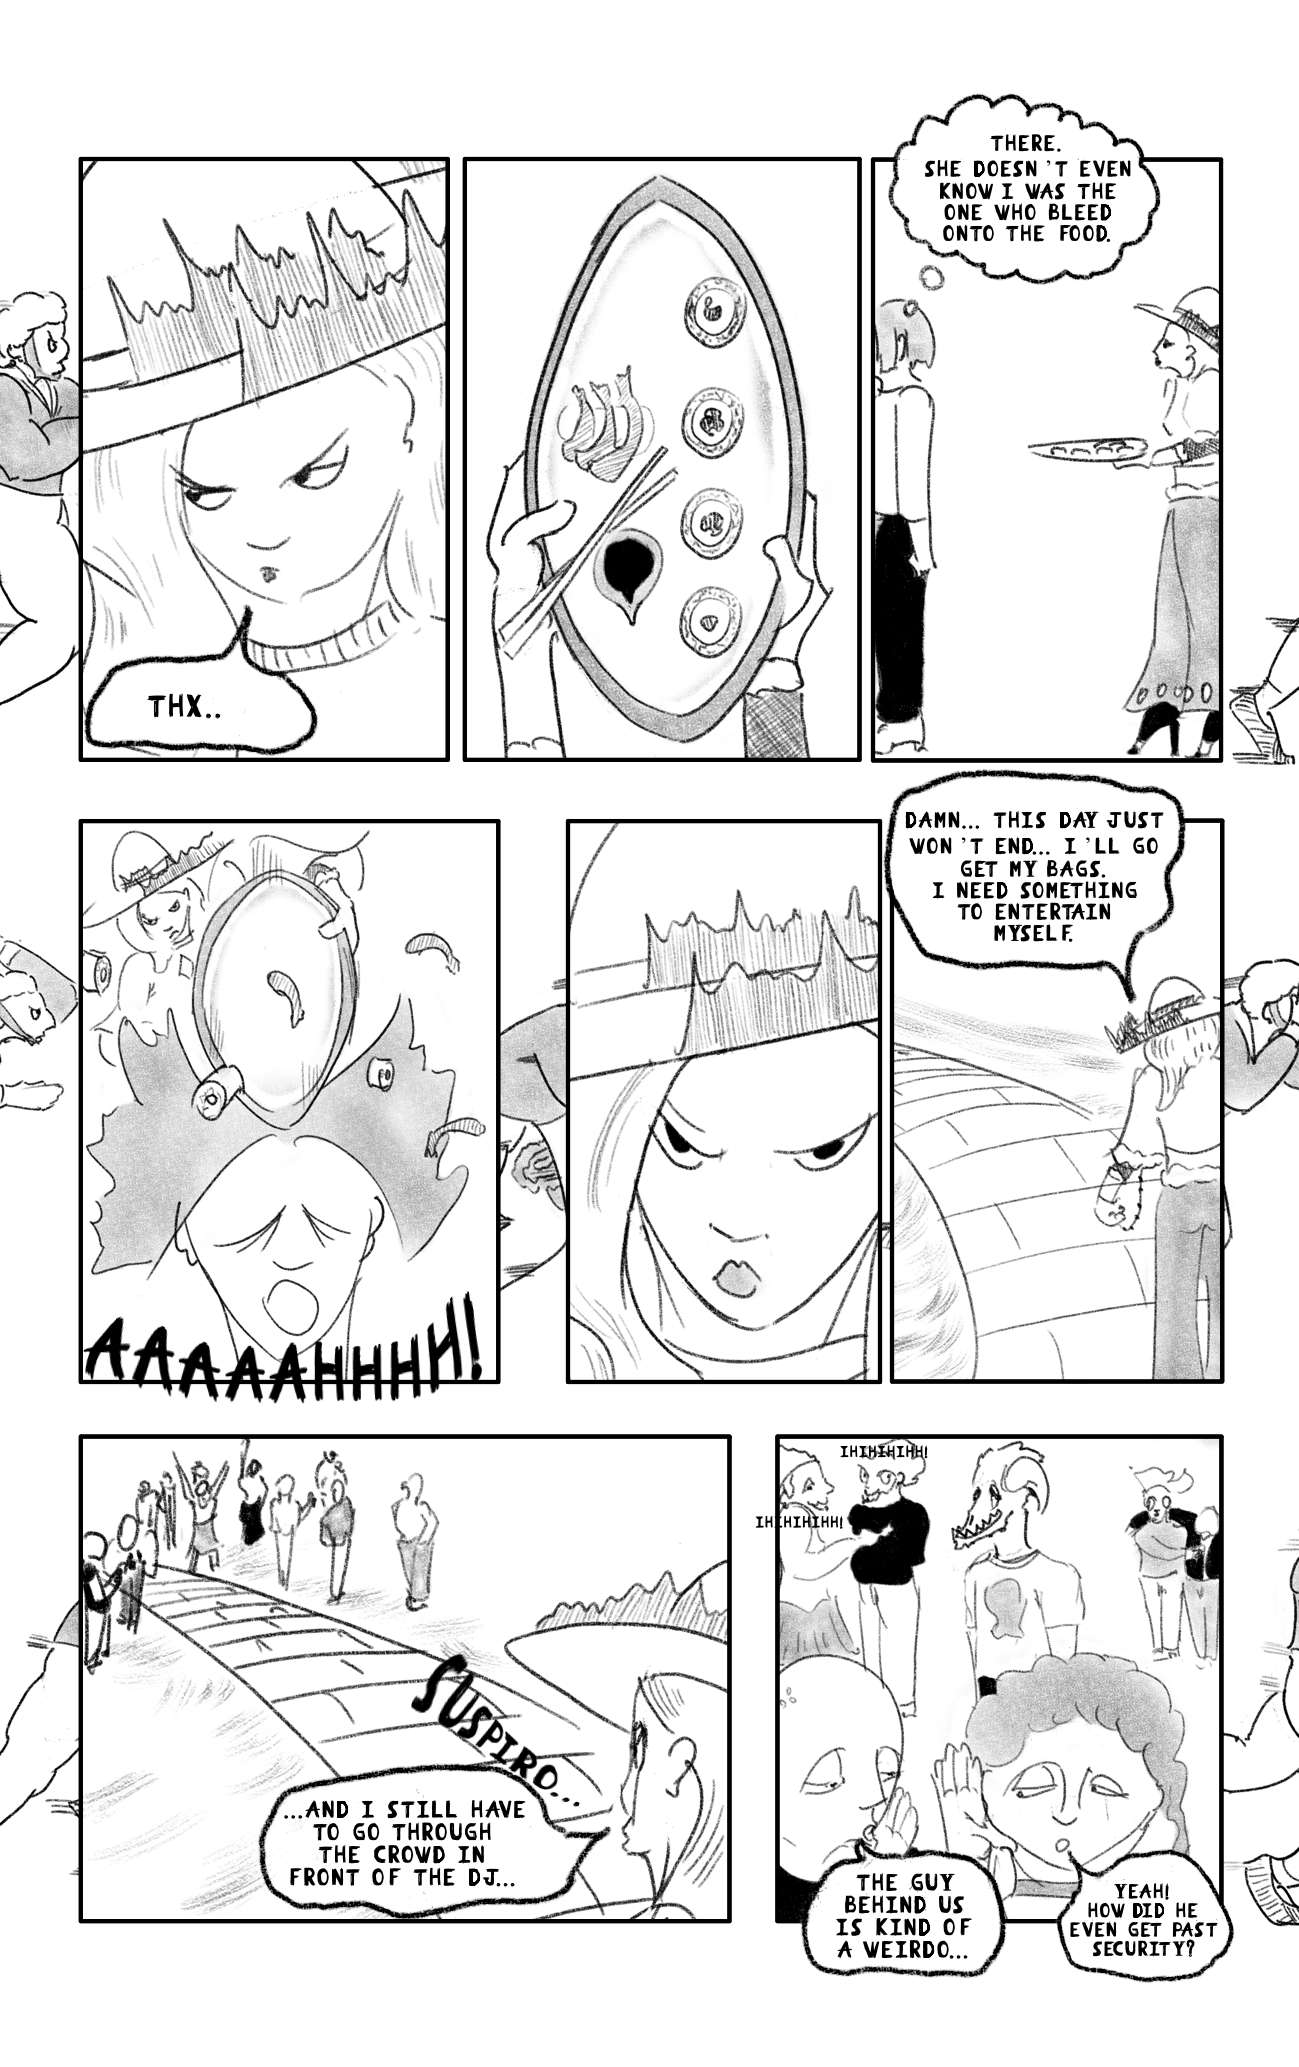 THX..
THERE.
SHE DOESN'T EVEN
KNOW I WAS THE
ONE WHO BLEED
ONTO THE FOOD.
AAAAAAHHHHH!
DAMN... THIS DAY JUST
WON'T END... I'LL GO
GET MY BAGS.
I NEED SOMETHING
TO ENTERTAIN
MYSELF.
SUSPIRO...
...AND I STILL HAVE
TO GO THROUGH
THE CROWD IN
FRONT OF THE DJ...
IHIHIHIHH!
IHIHIHIHH!
THE GUY
BEHIND US
IS KIND OF
A WEIRDO...
YEAH!
HOW DID HE
EVEN GET PAST
SECURITY?